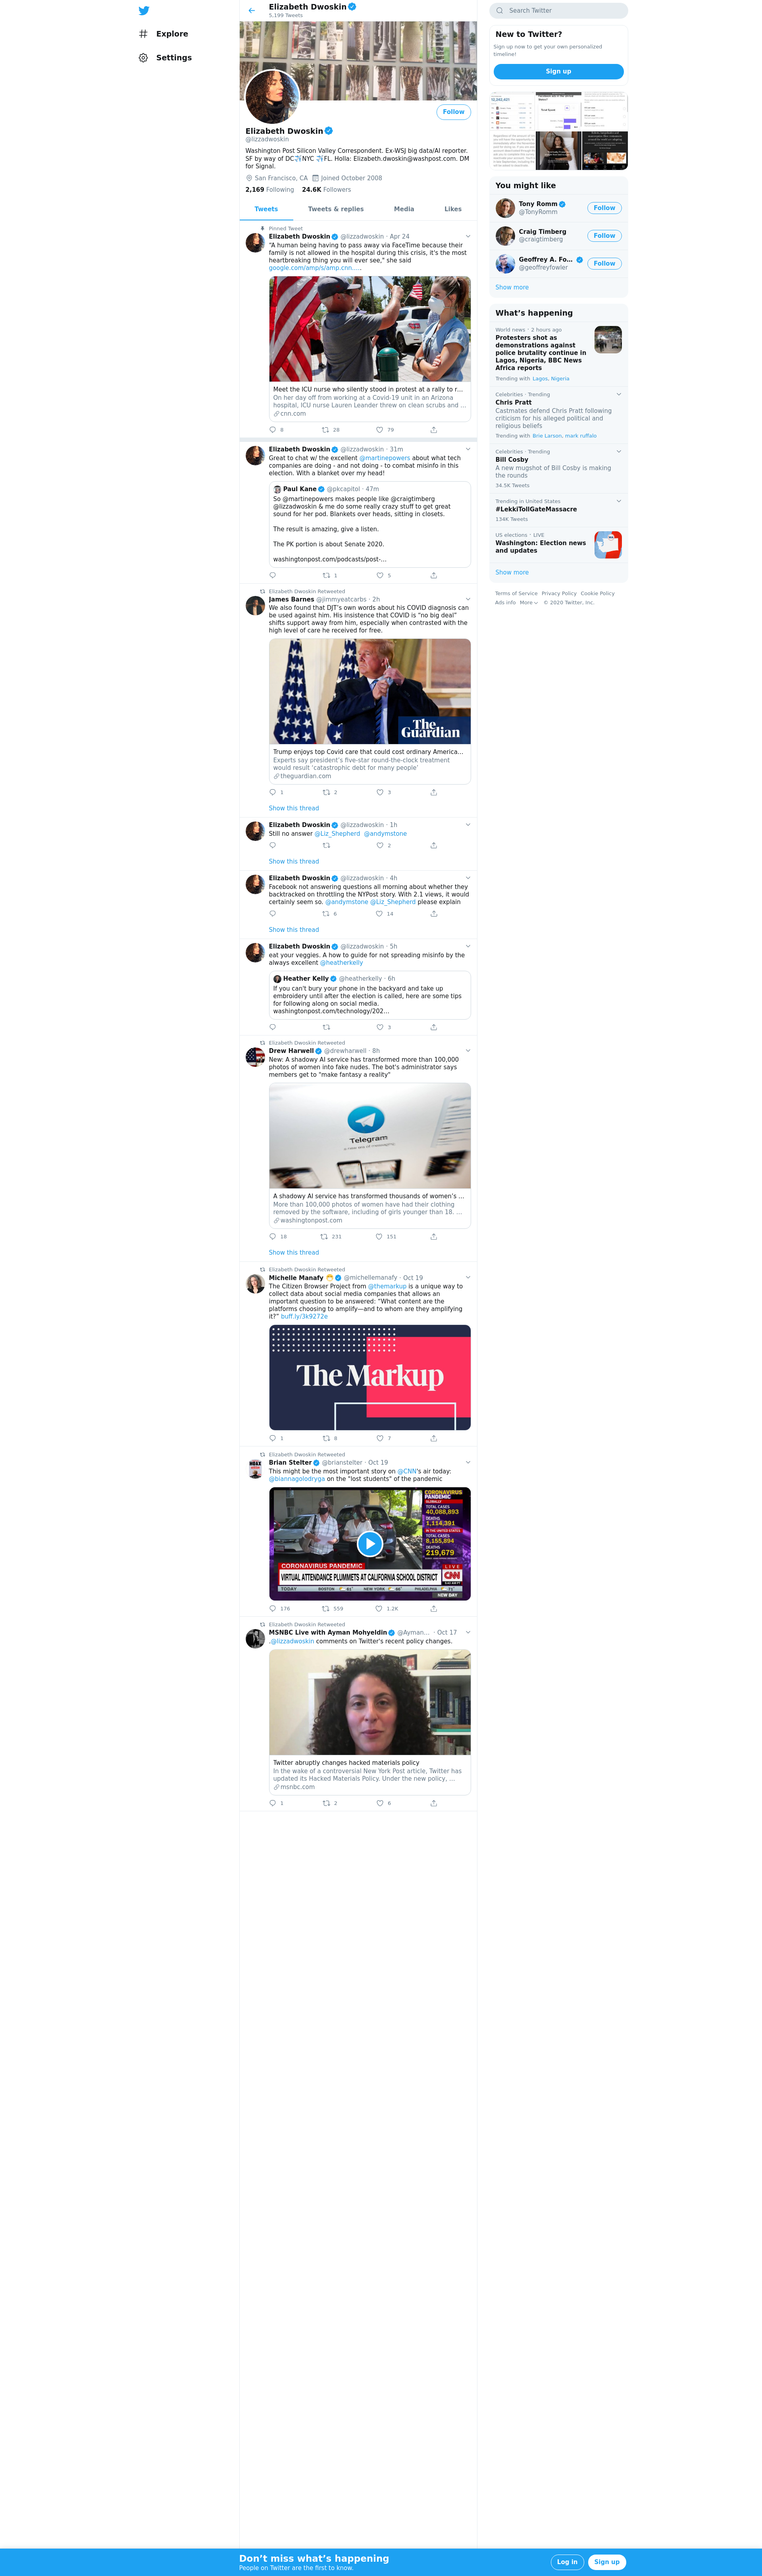 Explore
Settings
Elizabeth Dwoskin
5,199 Tweets
Follow
Elizabeth Dwoskin
@lizzadwoskin
Washington Post Silicon Valley Correspondent. Ex-WSJ big data/AI reporter.
SF by way of DC✈️NYC ✈️FL. Holla: Elizabeth.dwoskin@washpost.com. DM
for Signal.
San Francisco, CA Joined October 2008
2,169 Following 24.6K Followers
Tweets Tweets & replies Media Likes
Pinned Tweet
Elizabeth Dwoskin @lizzadwoskin · Apr 24
“A human being having to pass away via FaceTime because their
family is not allowed in the hospital during this crisis, it's the most
heartbreaking thing you will ever see,” she said
google.com/amp/s/amp.cnn.…
Meet the ICU nurse who silently stood in protest at a rally to r...
On her day off from working at a Covid-19 unit in an Arizona
hospital, ICU nurse Lauren Leander threw on clean scrubs and ...
cnn.com
8 28 79
Elizabeth Dwoskin @lizzadwoskin · 31m
Great to chat w/ the excellent @martinepowers about what tech
companies are doing - and not doing - to combat misinfo in this
election. With a blanket over my head!
Paul Kane @pkcapitol · 47m
So @martinepowers makes people like @craigtimberg
@lizzadwoskin & me do some really crazy stuff to get great
sound for her pod. Blankets over heads, sitting in closets.
The result is amazing, give a listen.
The PK portion is about Senate 2020.
washingtonpost.com/podcasts/post-…
1 5
Elizabeth Dwoskin Retweeted
James Barnes @jimmyeatcarbs · 2h
We also found that DJT’s own words about his COVID diagnosis can
be used against him. His insistence that COVID is “no big deal”
shifts support away from him, especially when contrasted with the
high level of care he received for free.
The Guardian
Trump enjoys top Covid care that could cost ordinary America...
Experts say president’s five-star round-the-clock treatment
would result ‘catastrophic debt for many people’
theguardian.com
1 2 3
Show this thread
Elizabeth Dwoskin @lizzadwoskin · 1h
Still no answer @Liz_Shepherd @andymstone
2
Show this thread
Elizabeth Dwoskin @lizzadwoskin · 4h
Facebook not answering questions all morning about whether they
backtracked on throttling the NYPost story. With 2.1 views, it would
certainly seem so. @andymstone @Liz_Shepherd please explain
6 14
Show this thread
Elizabeth Dwoskin @lizzadwoskin · 5h
eat your veggies. A how to guide for not spreading misinfo by the
always excellent @heatherkelly
Heather Kelly @heatherkelly · 6h
If you can't bury your phone in the backyard and take up
embroidery until after the election is called, here are some tips
for following along on social media.
washingtonpost.com/technology/202…
3
Elizabeth Dwoskin Retweeted
Drew Harwell @drewharwell · 8h
New: A shadowy AI service has transformed more than 100,000
photos of women into fake nudes. The bot's administrator says
members get to "make fantasy a reality"
Telegram
A shadowy AI service has transformed thousands of women’s ...
More than 100,000 photos of women have had their clothing
removed by the software, including of girls younger than 18. ...
washingtonpost.com
18 231 151
Show this thread
Elizabeth Dwoskin Retweeted
Michelle Manafy @michellemanafy · Oct 19
The Citizen Browser Project from @themarkup is a unique way to
collect data about social media companies that allows an
important question to be answered: “What content are the
platforms choosing to amplify—and to whom are they amplifying
it?” buff.ly/3k9272e
The Markup
1 8 7
Elizabeth Dwoskin Retweeted
Brian Stelter @brianstelter · Oct 19
This might be the most important story on @CNN's air today:
@biannagolodryga on the "lost students" of the pandemic
CORONAVIRUS PANDEMIC
GLOBALLY
TOTAL CASES
40,088,893
DEATHS
1,114,391
IN THE UNITED STATES
TOTAL CASES
8,155,594
DEATHS
219,679
LIVE
CNN
CORONAVIRUS PANDEMIC
VIRTUAL ATTENDANCE PLUMMETS AT CALIFORNIA SCHOOL DISTRICT
TODAY BOSTON NEW YORK PHILADELPHIA
NEW DAY
176 559 1.2K
Elizabeth Dwoskin Retweeted
MSNBC Live with Ayman Mohyeldin @Ayman... · Oct 17
.@lizzadwoskin comments on Twitter's recent policy changes.
Twitter abruptly changes hacked materials policy
In the wake of a controversial New York Post article, Twitter has
updated its Hacked Materials Policy. Under the new policy, ...
msnbc.com
1 2 6
Search Twitter
New to Twitter?
Sign up now to get your own personalized
timeline!
Sign up
You might like
Tony Romm
@TonyRomm
Follow
Craig Timberg
@craigtimberg
Follow
Geoffrey A. Fo...
@geoffreyfowler
Follow
Show more
What’s happening
World news · 2 hours ago
Protesters shot as
demonstrations against
police brutality continue in
Lagos, Nigeria, BBC News
Africa reports
Trending with Lagos, Nigeria
Celebrities · Trending
Chris Pratt
Castmates defend Chris Pratt following
criticism for his alleged political and
religious beliefs
Trending with Brie Larson, mark ruffalo
Celebrities · Trending
Bill Cosby
A new mugshot of Bill Cosby is making
the rounds
34.5K Tweets
Trending in United States
#LekkiTollGateMassacre
134K Tweets
US elections · LIVE
Washington: Election news
and updates
Show more
Terms of Service Privacy Policy Cookie Policy
Ads info More © 2020 Twitter, Inc.
Don’t miss what’s happening
People on Twitter are the first to know.
Log in Sign up